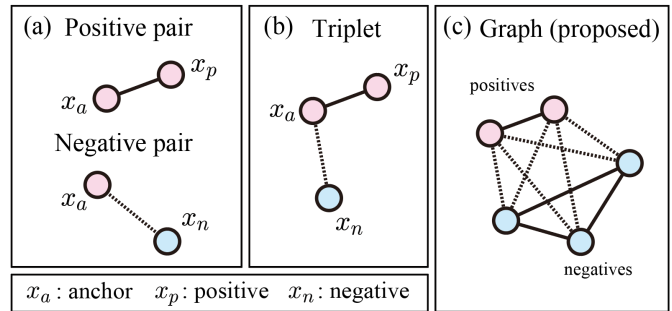 (a) Positive pair
x_a
x_p
Negative pair
x_a
x_n
(b) Triplet
x_a
x_p
x_n
(c) Graph (proposed)
positives
negatives
x_a : anchor x_p : positive x_n : negative